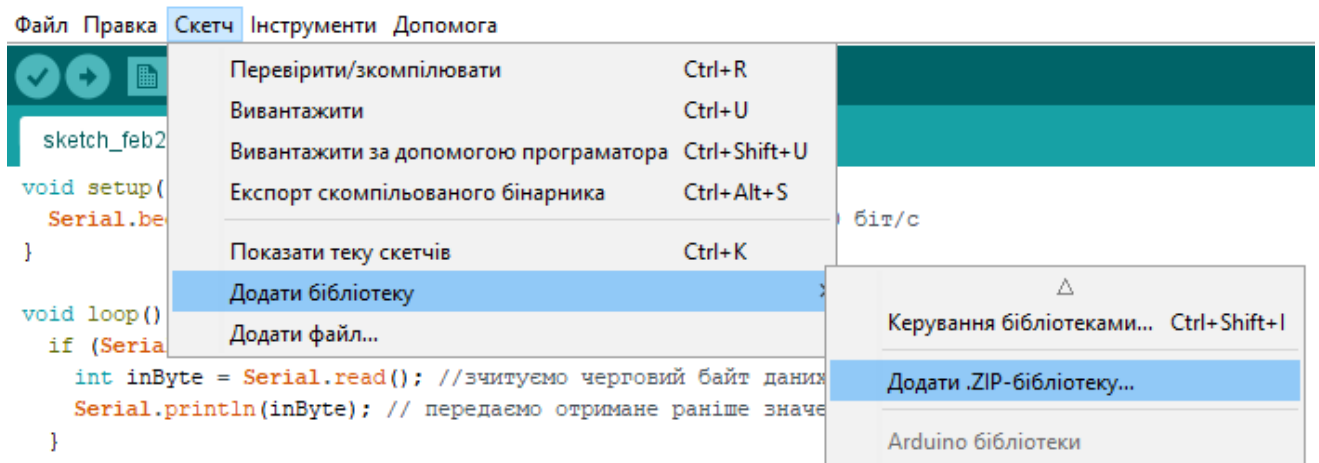 Файл Правка Скетч Інструменти Допомога
Перевірити/зкомпілювати Ctrl+R
Вивантажити Ctrl+U
sketch_feb2
Вивантажити за допомогою програматора Ctrl+Shift+U
void setup(
Експорт скомпільованого бінарника Ctrl+Alt+S
Serial.be
біт/с
}
Показати теку скетчів Ctrl+K
Додати бібліотеку
void loop()
Додати файл...
Керування бібліотеками... Ctrl+Shift+I
if (Seria
int inByte = Serial.read(); //зчитуємо черговий байт даних
Додати .ZIP-бібліотеку...
Serial.println(inByte); // передаємо отримане раніше значе
}
Arduino бібліотеки